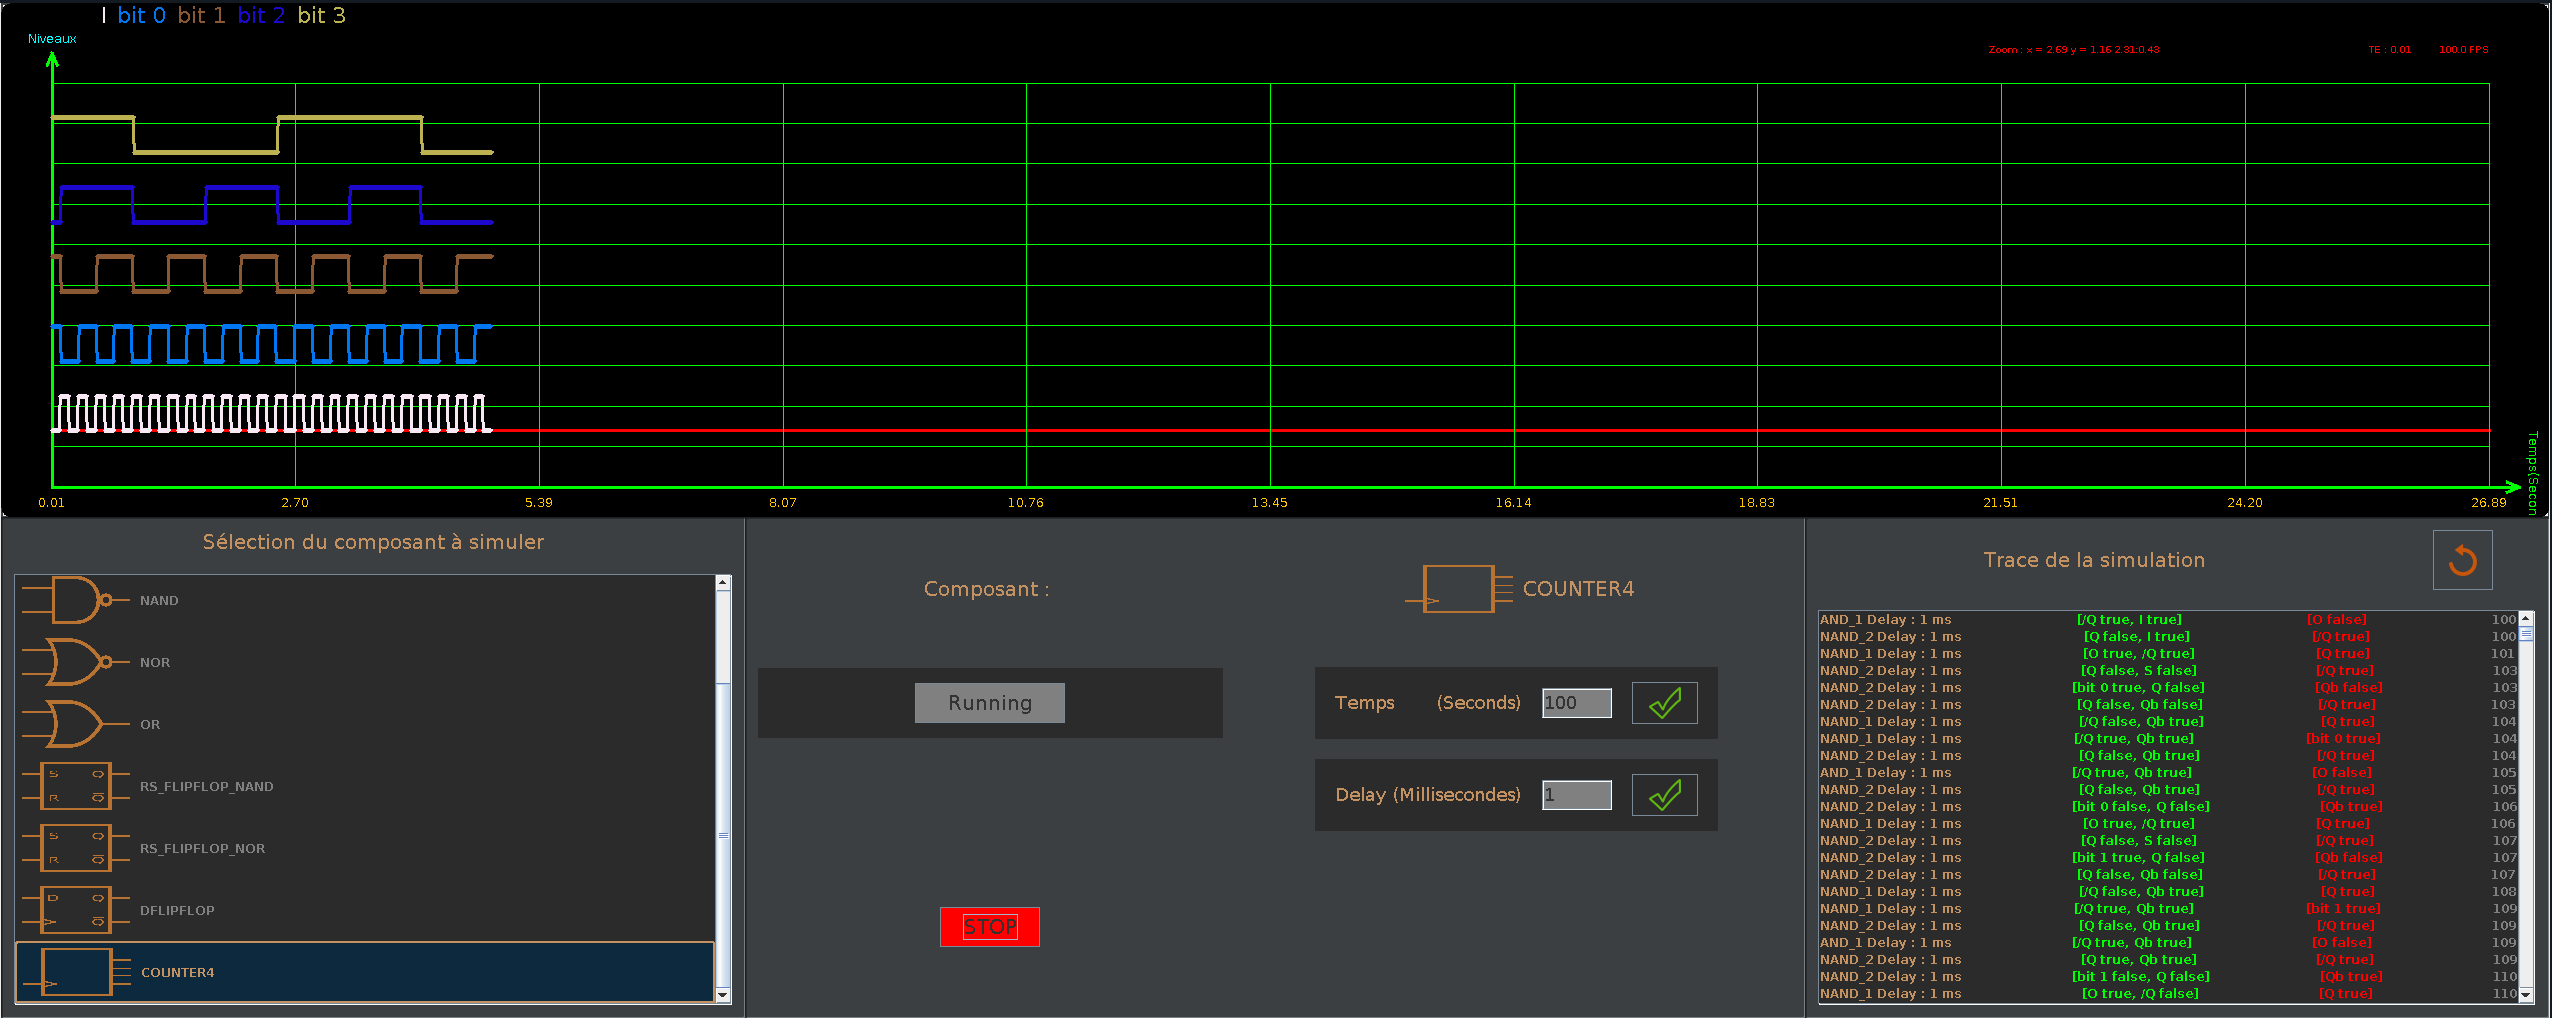 I bit 0 bit 1 bit 2 bit 3
Niveaux
Zoom : x = 2.69 y = 1.16 2.31:0.43 TE : 0.01 100.0 FPS
Temps(Secon
0.01 2.70 5.39 8.07 10.76 13.45 16.14 18.83 21.51 24.20 26.89
Sélection du composant à simuler
NAND
NOR
OR
S Q
R Q
RS_FLIPFLOP_NAND
S Q
R Q
RS_FLIPFLOP_NOR
D Q
Q
DFLIPFLOP
COUNTER4
Composant :
COUNTER4
Running
Temps (Seconds) 100
Delay (Millisecondes) 1
STOP
Trace de la simulation
AND_1 Delay : 1 ms [/Q true, I true] [O false] 100
NAND_2 Delay : 1 ms [Q false, I true] [/Q true] 100
NAND_1 Delay : 1 ms [O true, /Q true] [Q true] 101
NAND_2 Delay : 1 ms [Q false, S false] [/Q true] 103
NAND_2 Delay : 1 ms [bit 0 true, Q false] [Qb false] 103
NAND_2 Delay : 1 ms [Q false, Qb false] [/Q true] 103
NAND_1 Delay : 1 ms [/Q false, Qb true] [Q true] 104
NAND_1 Delay : 1 ms [/Q true, Qb true] [bit 0 true] 104
NAND_2 Delay : 1 ms [Q false, Qb true] [/Q true] 104
AND_1 Delay : 1 ms [/Q true, Qb true] [O false] 105
NAND_2 Delay : 1 ms [Q false, Qb true] [/Q true] 105
NAND_2 Delay : 1 ms [bit 0 false, Q false] [Qb true] 106
NAND_1 Delay : 1 ms [O true, /Q true] [Q true] 106
NAND_2 Delay : 1 ms [Q false, S false] [/Q true] 107
NAND_2 Delay : 1 ms [bit 1 true, Q false] [Qb false] 107
NAND_2 Delay : 1 ms [Q false, Qb false] [/Q true] 107
NAND_1 Delay : 1 ms [/Q false, Qb true] [Q true] 108
NAND_1 Delay : 1 ms [/Q true, Qb true] [bit 1 true] 109
NAND_2 Delay : 1 ms [Q false, Qb true] [/Q true] 109
AND_1 Delay : 1 ms [/Q true, Qb true] [O false] 109
NAND_2 Delay : 1 ms [Q true, Qb true] [/Q true] 109
NAND_2 Delay : 1 ms [bit 1 false, Q false] [Qb true] 110
NAND_1 Delay : 1 ms [O true, /Q false] [Q true] 110